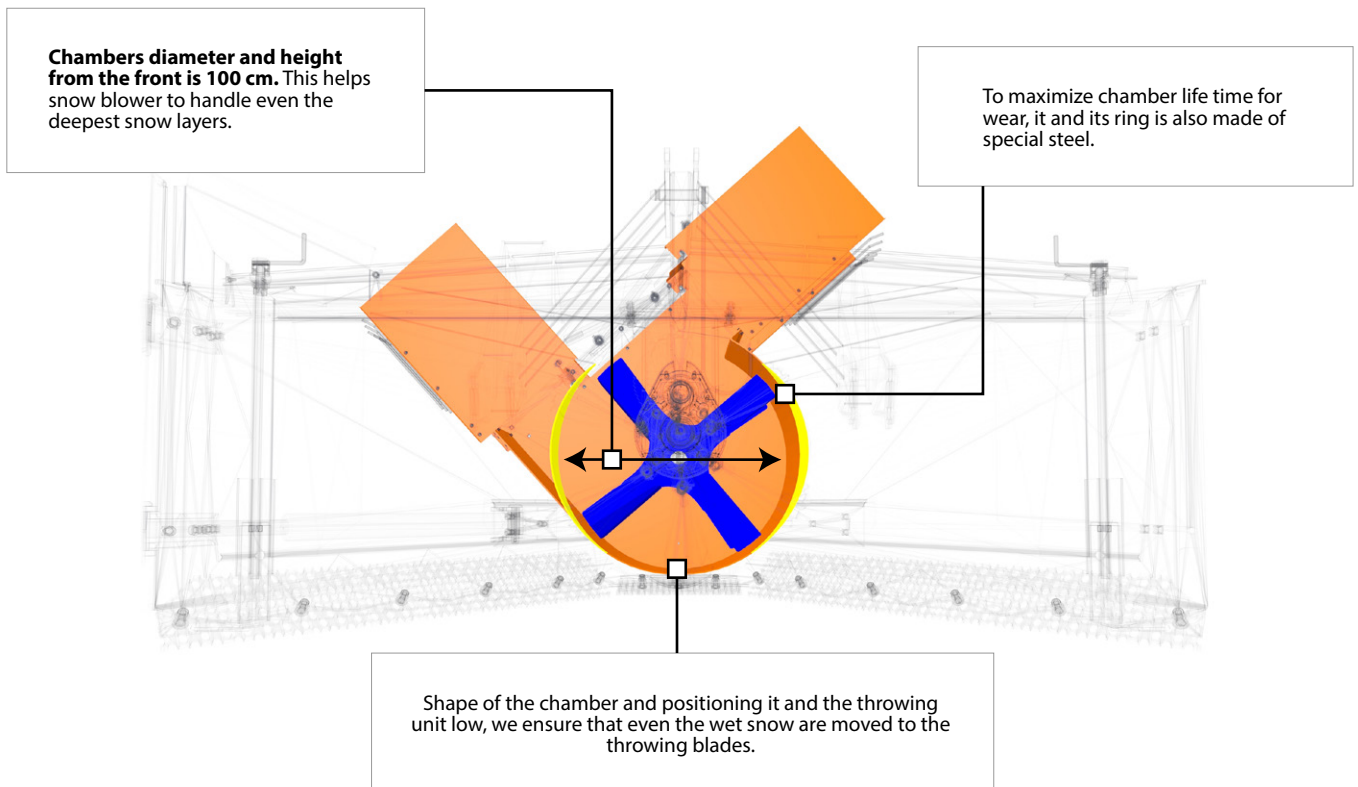 Chambers diameter and height
from the front is 100 cm. This helps
snow blower to handle even the
deepest snow layers.
To maximize chamber life time for
wear, it and its ring is also made of
special steel.
Shape of the chamber and positioning it and the throwing
unit low, we ensure that even the wet snow are moved to the
throwing blades.